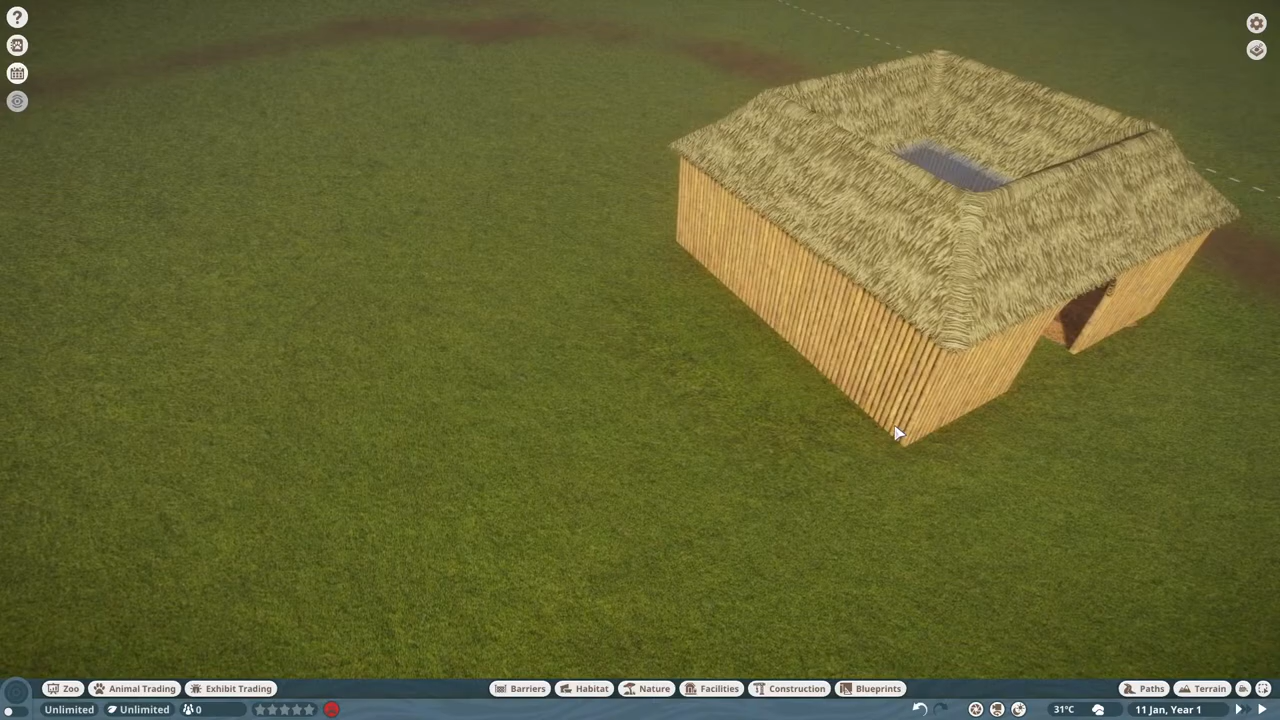 ?
Zoo
Animal Trading
Exhibit Trading
Barriers
Habitat
Nature
Facilities
Construction
Blueprints
Paths
Terrain
Unlimited
Unlimited
0
31°C
11 Jan, Year 1